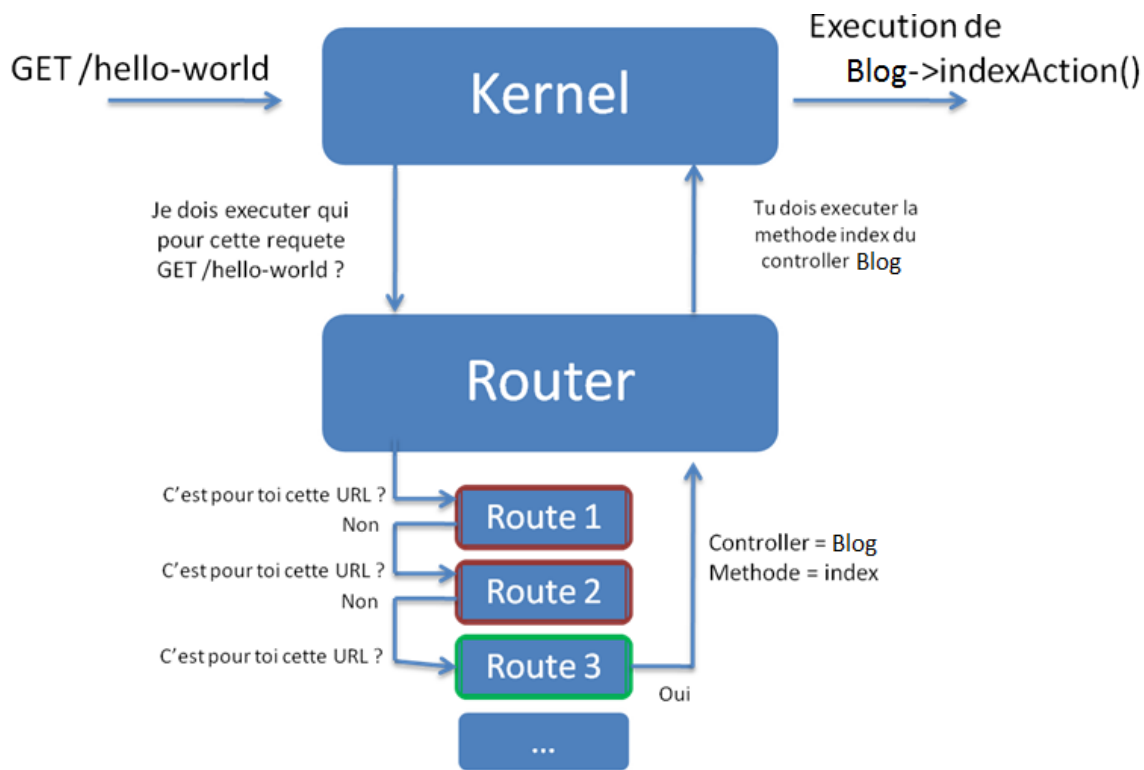 GET /hello-world
Kernel
Execution de
Blog->indexAction()
Je dois executer qui
pour cette requete
GET /hello-world ?
Tu dois executer la
methode index du
controller Blog
Router
C'est pour toi cette URL ?
Route 1
Non
C'est pour toi cette URL ?
Route 2
Non
C'est pour toi cette URL ?
Route 3
Oui
Controller = Blog
Methode = index
...